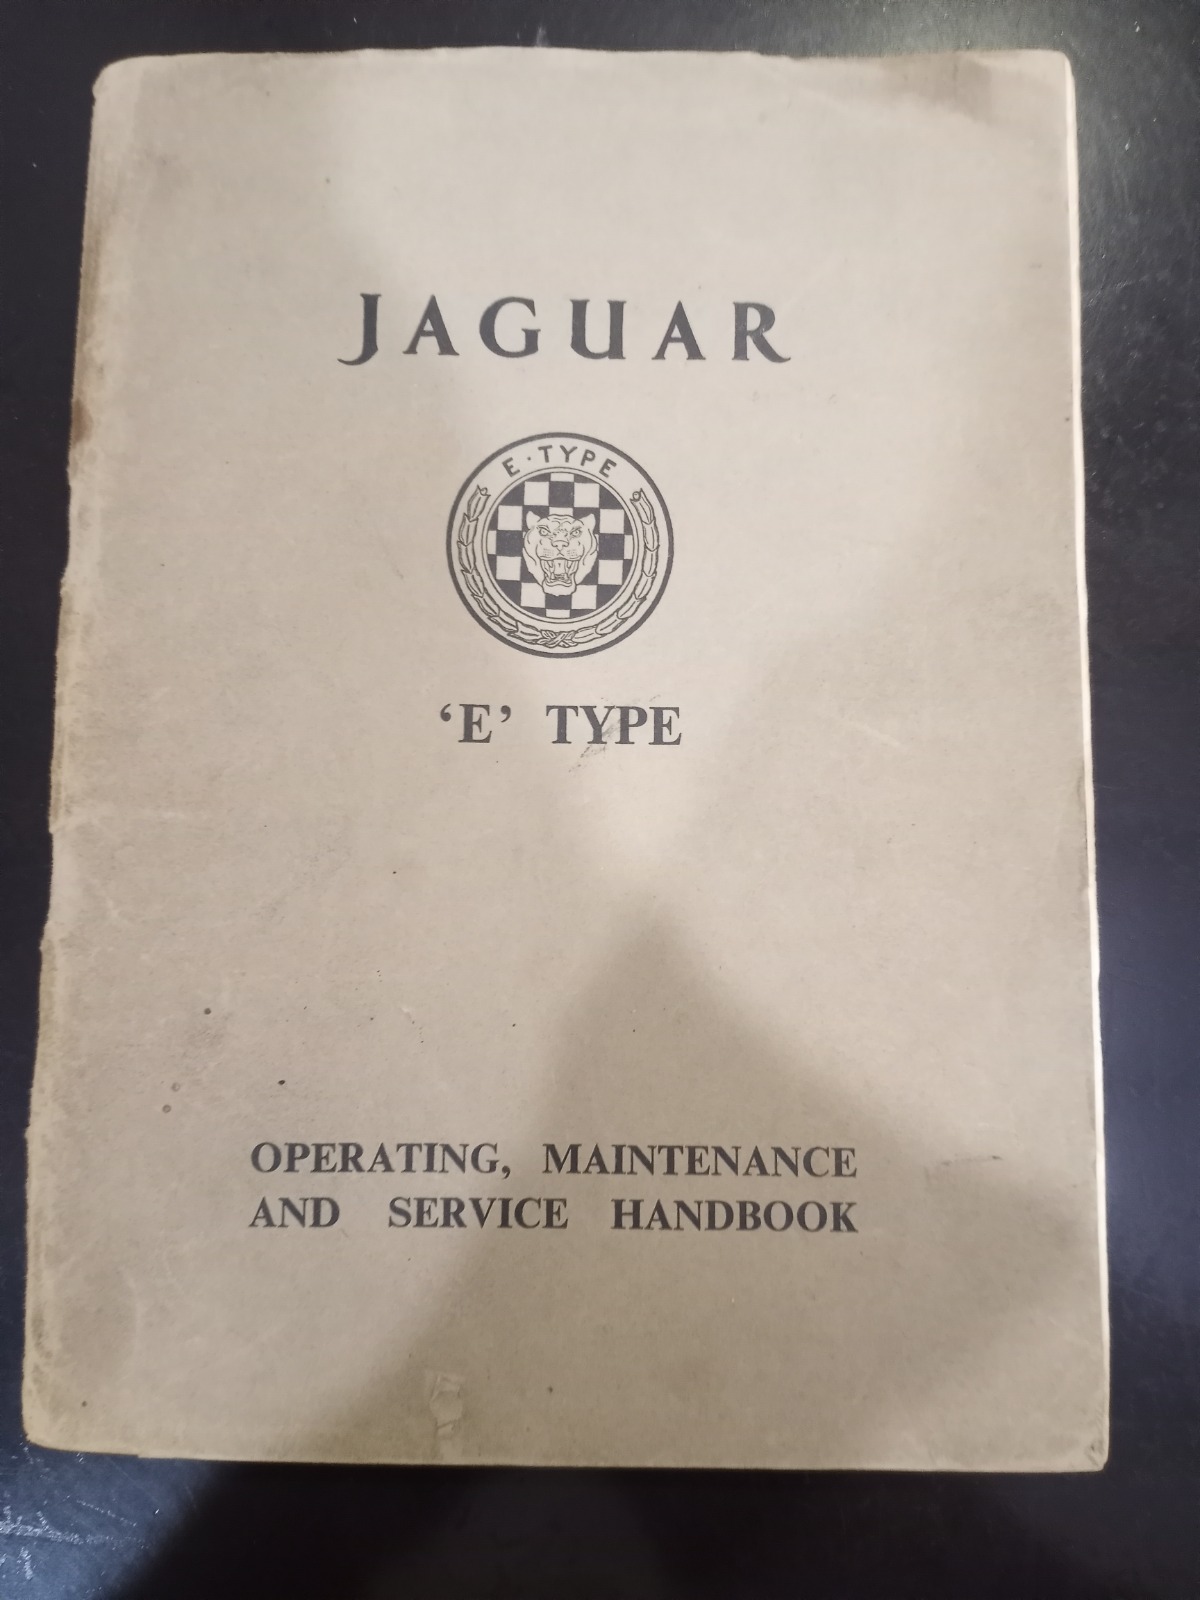 JAGUAR
E·TYPE
‘E’ TYPE
OPERATING, MAINTENANCE
AND SERVICE HANDBOOK